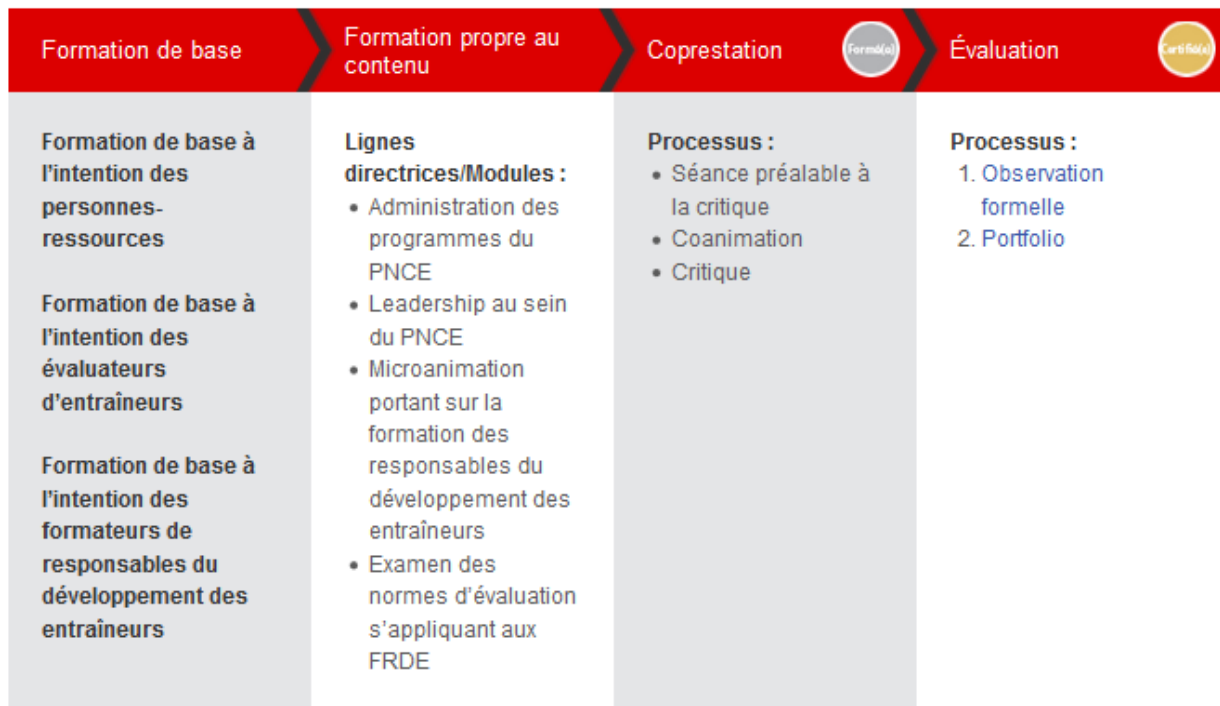 Formation de base
Formation propre au
contenu
Coprestation
Formé(e)
Évaluation
Certifié(e)
Formation de base à
l'intention des
personnes-
ressources
Formation de base à
l'intention des
évaluateurs
d'entraîneurs
Formation de base à
l'intention des
formateurs de
responsables du
développement des
entraîneurs
Lignes
directrices/Modules :
• Administration des
programmes du
PNCE
• Leadership au sein
du PNCE
• Microanimation
portant sur la
formation des
responsables du
développement des
entraîneurs
• Examen des
normes d'évaluation
s'appliquant aux
FRDE
Processus :
• Séance préalable à
la critique
• Coanimation
• Critique
Processus :
1. Observation
formelle
2. Portfolio